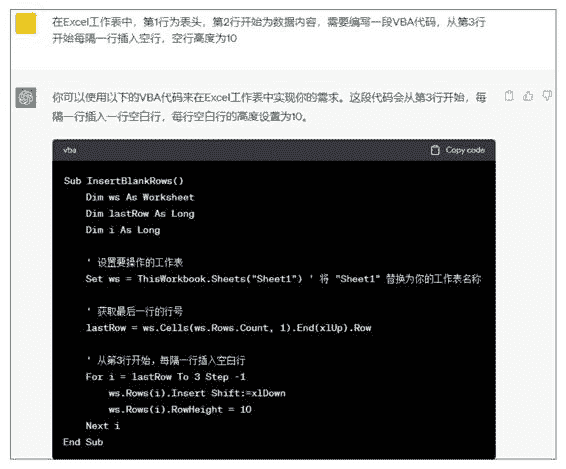 在Excel工作表中，第1行为表头，第2行开始为数据内容，需要编写一段VBA代码，从第3行
开始每隔一行插入空行，空行高度为10
你可以使用以下的VBA代码来在Excel工作表中实现你的需求。这段代码会从第3行开始，每
隔一行插入一行空白行，每行空白行的高度设置为10。
vba Copy code
Sub InsertBlankRows()
    Dim ws As Worksheet
    Dim lastRow As Long
    Dim i As Long
    ' 设置要操作的工作表
    Set ws = ThisWorkbook.Sheets("Sheet1") ' 将 "Sheet1" 替换为你的工作表名称
    ' 获取最后一行的行号
    lastRow = ws.Cells(ws.Rows.Count, 1).End(xlUp).Row
    ' 从第3行开始，每隔一行插入空白行
    For i = lastRow To 3 Step -1
        ws.Rows(i).Insert Shift:=xlDown
        ws.Rows(i).RowHeight = 10
    Next i
End Sub